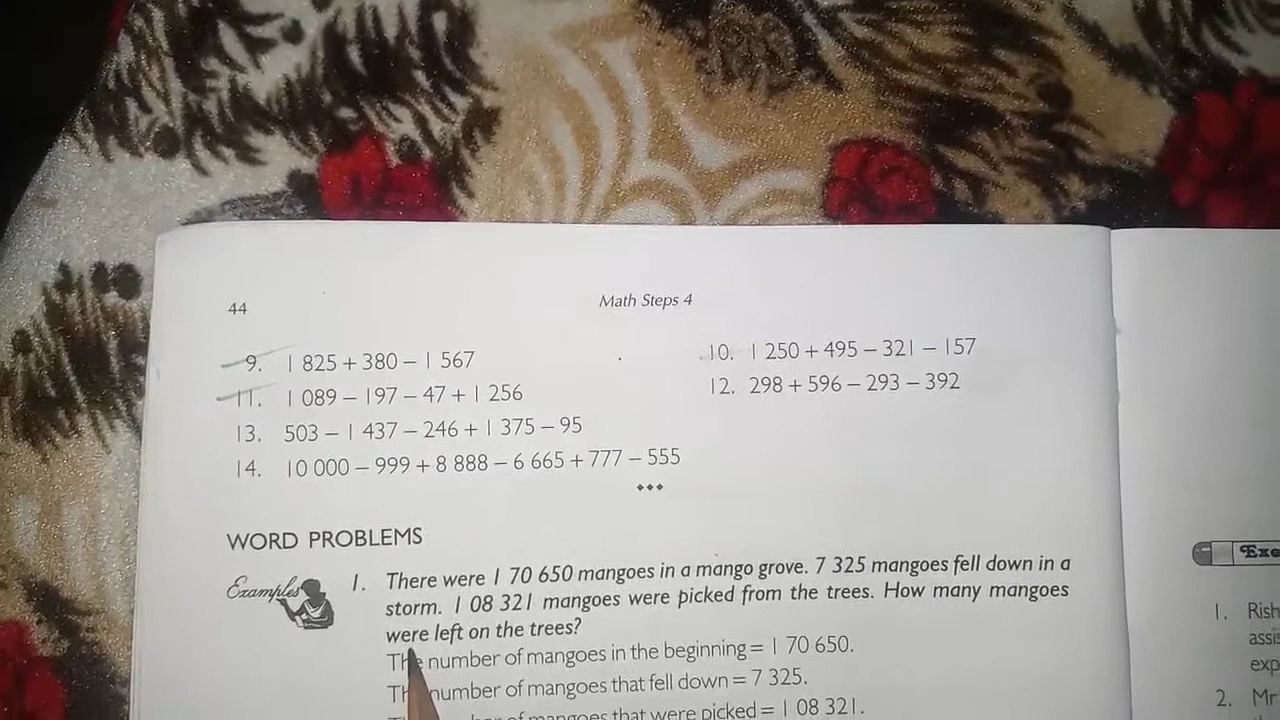 44
Math Steps 4
9. 1 825 + 380 – 1 567
10. 1 250 + 495 – 321 – 157
11. 1 089 – 197 – 47 + 1 256
12. 298 + 596 – 293 – 392
13. 503 – 1 437 – 246 + 1 375 – 95
14. 10 000 – 999 + 8 888 – 6 665 + 777 – 555
WORD PROBLEMS
Examples
1. There were 1 70 650 mangoes in a mango grove. 7 325 mangoes fell down in a
storm. 1 08 321 mangoes were picked from the trees. How many mangoes
were left on the trees?
The number of mangoes in the beginning = 1 70 650.
The number of mangoes that fell down = 7 325.
of mangoes that were picked = 1 08 321.
Exe
1. Rish
assi
exp
2. Mr